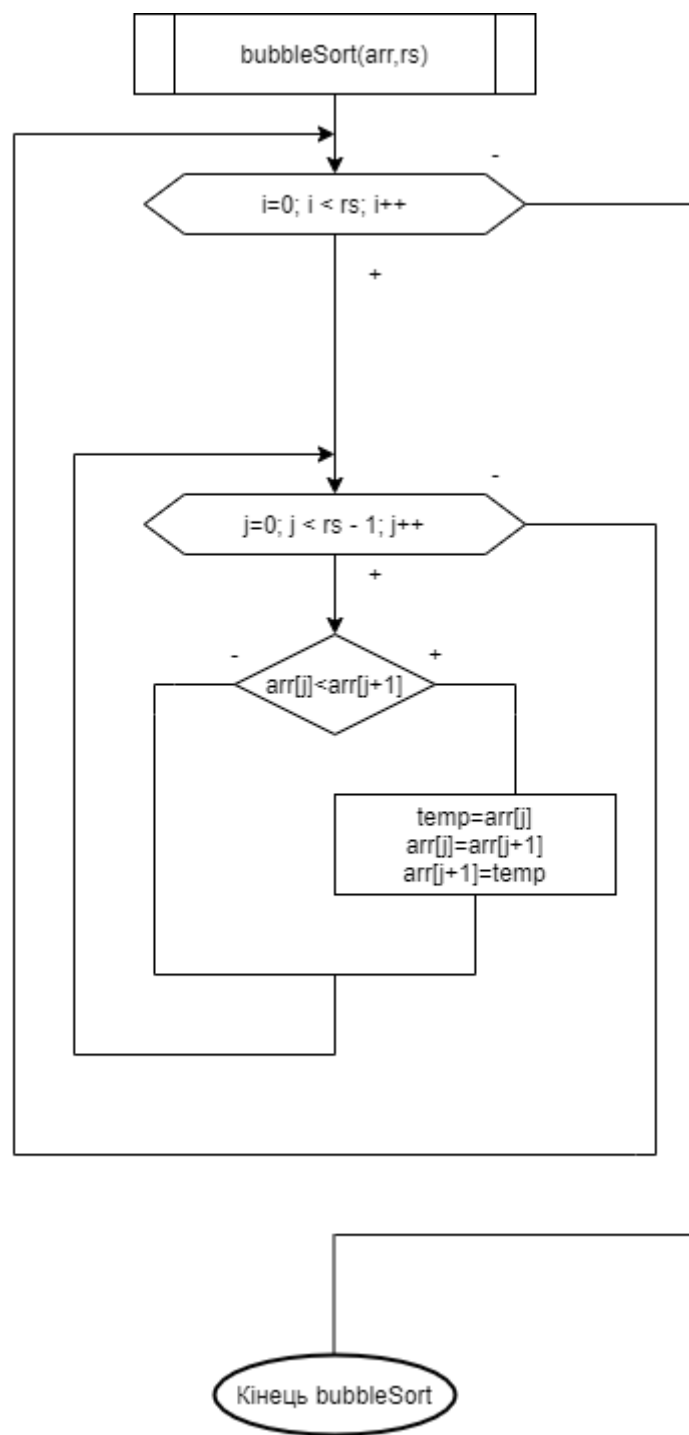 bubbleSort(arr,rs)
-
i=0; i < rs; i++
+
-
j=0; j < rs - 1; j++
+
-
+
arr[j]<arr[j+1]
temp=arr[j]
arr[j]=arr[j+1]
arr[j+1]=temp
Кінець bubbleSort